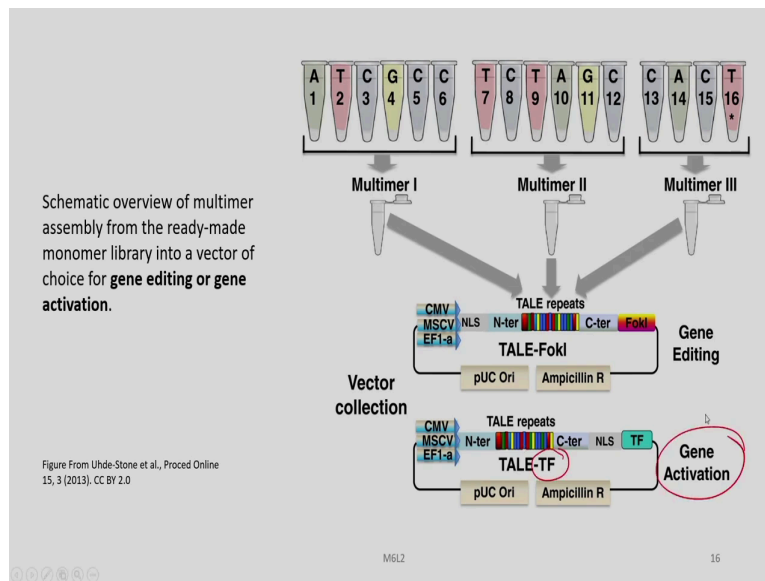 A T C G C C T C T A G C C A C T
1 2 3 4 5 6 7 8 9 10 11 12 13 14 15 16
*
Multimer I Multimer II Multimer III
Schematic overview of multimer
assembly from the ready-made
monomer library into a vector of
choice for gene editing or gene
activation.
TALE repeats
CMV
MSCV NLS N-ter C-ter FokI
EF1-a
TALE-FokI
pUC Ori Ampicillin R
Gene
Editing
Vector
collection
TALE repeats
CMV
MSCV N-ter C-ter NLS TF
EF1-a
TALE-TF
pUC Ori Ampicillin R
Gene
Activation
Figure From Uhde-Stone et al., Proced Online
15, 3 (2013). CC BY 2.0
M6L2 16